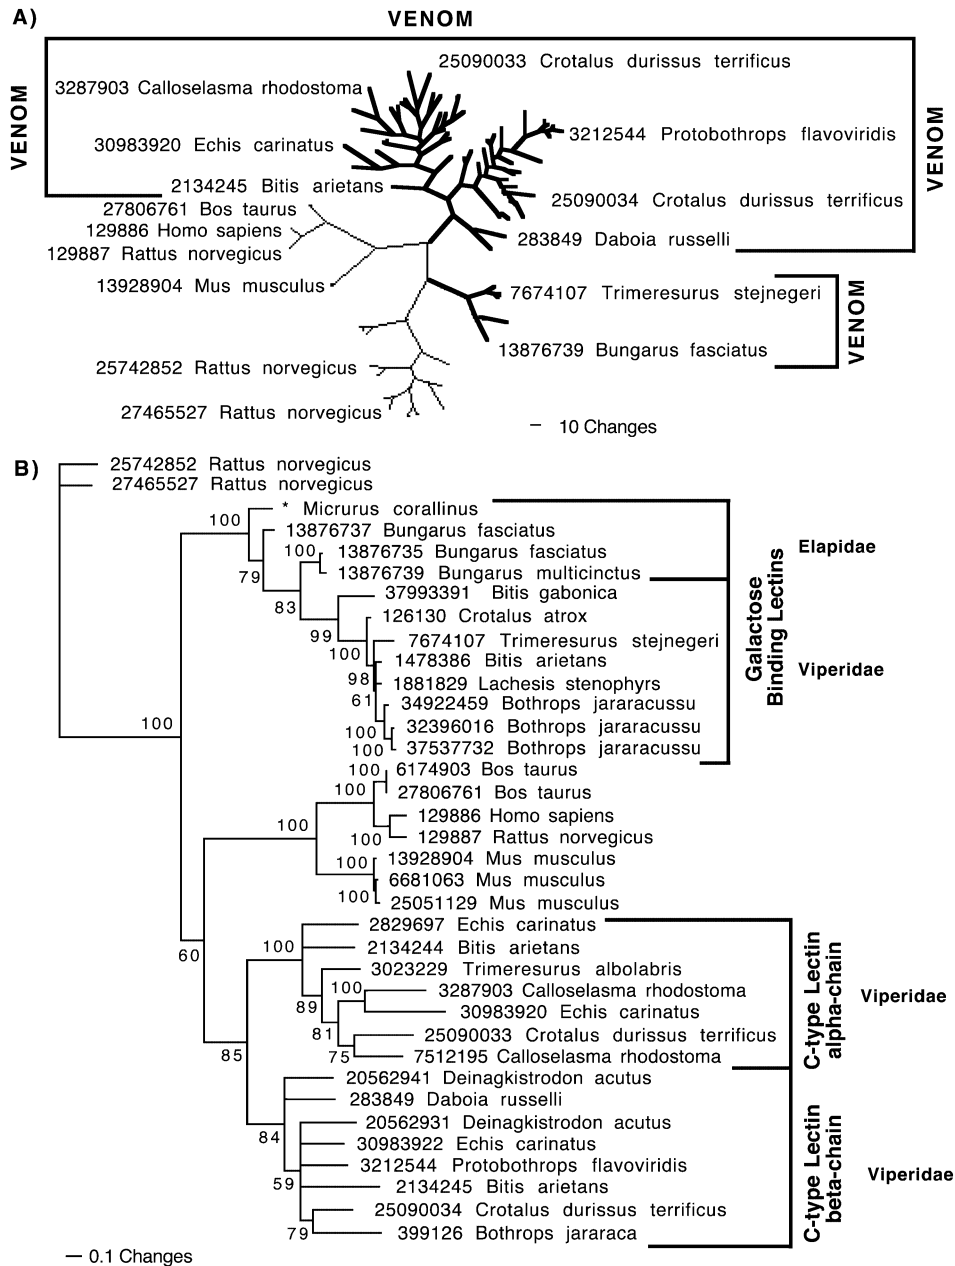 A)
VENOM
VENOM
VENOM
25090033 Crotalus durissus terrificus
3287903 Calloselasma rhodostoma
3212544 Protobothrops flavoviridis
30983920 Echis carinatus
2134245 Bitis arietans
25090034 Crotalus durissus terrificus
27806761 Bos taurus
129886 Homo sapiens
283849 Daboia russelli
129887 Rattus norvegicus
13928904 Mus musculus
7674107 Trimeresurus stejnegeri
VENOM
13876739 Bungarus fasciatus
25742852 Rattus norvegicus
27465527 Rattus norvegicus
10 Changes
B)
25742852 Rattus norvegicus
27465527 Rattus norvegicus
* Micrurus corallinus
100
13876737 Bungarus fasciatus
Elapidae
100
13876735 Bungarus fasciatus
79
13876739 Bungarus multicinctus
83
37993391 Bitis gabonica
126130 Crotalus atrox
99
7674107 Trimeresurus stejnegeri
100
1478386 Bitis arietans
Galactose
Binding Lectins
Viperidae
98
1881829 Lachesis stenophyrs
61
34922459 Bothrops jararacussu
100
32396016 Bothrops jararacussu
100
37537732 Bothrops jararacussu
100
100
6174903 Bos taurus
100
27806761 Bos taurus
129886 Homo sapiens
100
100
129887 Rattus norvegicus
100
13928904 Mus musculus
6681063 Mus musculus
100
25051129 Mus musculus
2829697 Echis carinatus
60
100
2134244 Bitis arietans
3023229 Trimeresurus albolabris
100
3287903 Calloselasma rhodostoma
89
30983920 Echis carinatus
C-type Lectin
alpha-chain
Viperidae
81
25090033 Crotalus durissus terrificus
85
75
7512195 Calloselasma rhodostoma
20562941 Deinagkistrodon acutus
283849 Daboia russelli
84
20562931 Deinagkistrodon acutus
30983922 Echis carinatus
3212544 Protobothrops flavoviridis
C-type Lectin
beta-chain
Viperidae
59
2134245 Bitis arietans
25090034 Crotalus durissus terrificus
79
399126 Bothrops jararaca
0.1 Changes